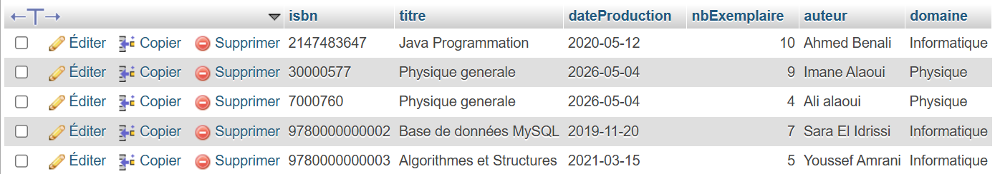 ←T→ isbn titre dateProduction nbExemplaire auteur domaine
Éditer Copier Supprimer 2147483647 Java Programmation 2020-05-12 10 Ahmed Benali Informatique
Éditer Copier Supprimer 30000577 Physique generale 2026-05-04 9 Imane Alaoui Physique
Éditer Copier Supprimer 7000760 Physique generale 2026-05-04 4 Ali alaoui Physique
Éditer Copier Supprimer 9780000000002 Base de données MySQL 2019-11-20 7 Sara El Idrissi Informatique
Éditer Copier Supprimer 9780000000003 Algorithmes et Structures 2021-03-15 5 Youssef Amrani Informatique